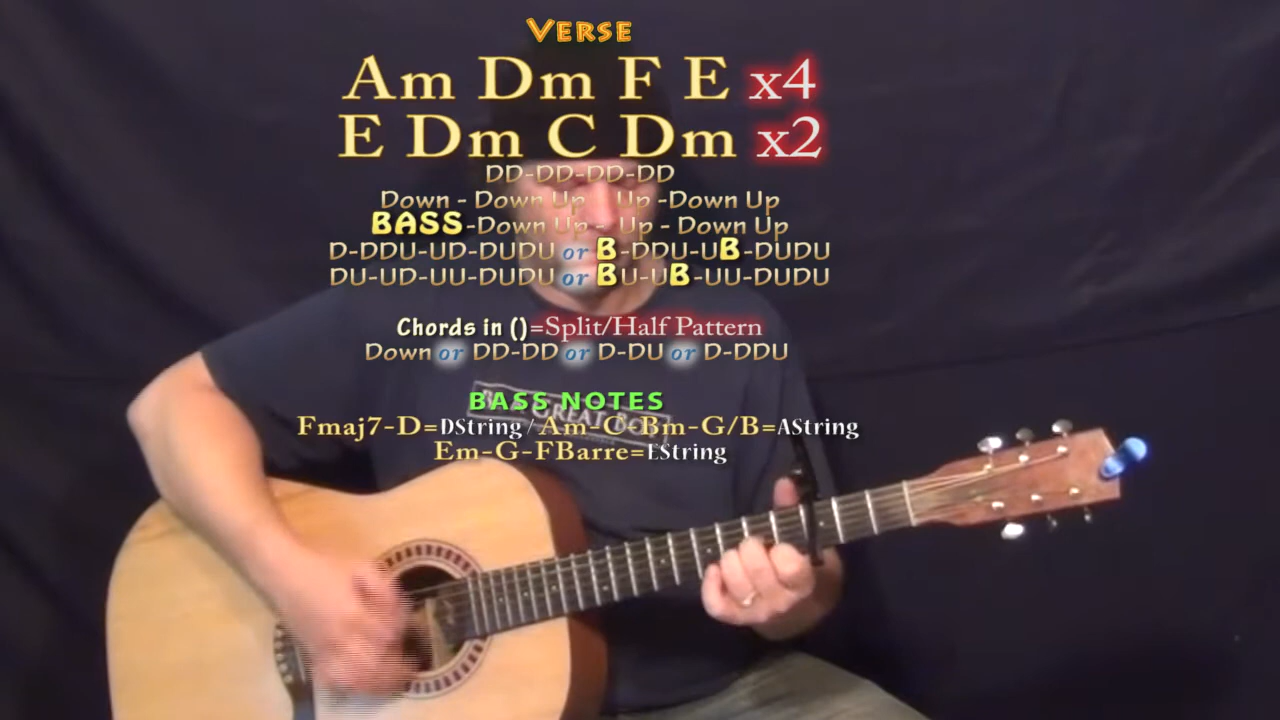 VERSE
Am Dm F E x4
E Dm C Dm x2
DD-DD-DD-DD
Down - Down Up - Up -Down Up
BASS-Down Up - Up - Down Up
D-DDU-UD-DUDU or B-DDU-UB-DUDU
DU-UD-UU-DUDU or BU-UB-UU-DUDU
Chords in ()=Split/Half Pattern
Down or DD-DD or D-DU or D-DDU
BASS NOTES
GREAT
Fmaj7-D=DString / Am-C-Bm-G/B=AString
Em-G-FBarre=EString